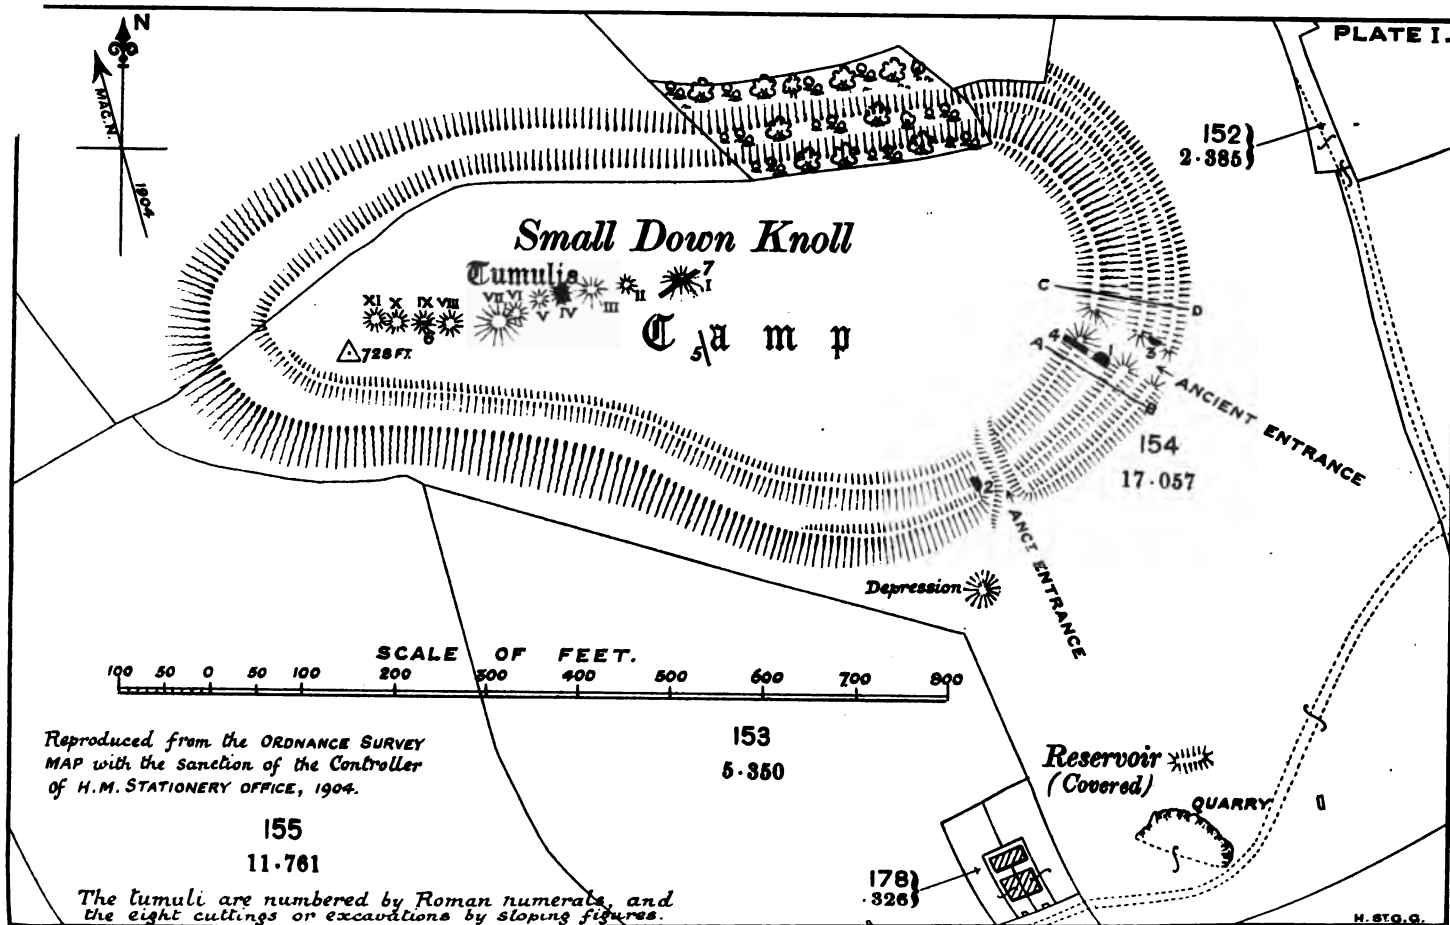 PLATE I.
N
MAG. N.
1904
152
2·385
Small Down Knoll
Tumulis
XI X IX VIII VII VI V IV III II I
7
6
728 FT.
Camp
5
C
D
A
4
1
3
B
ANCIENT ENTRANCE
154
17·057
2
ANCT. ENTRANCE
Depression
SCALE OF FEET.
100 50 0 50 100 200 300 400 500 600 700 800
Reproduced from the ORDNANCE SURVEY
MAP with the sanction of the Controller
of H.M. STATIONERY OFFICE, 1904.
153
5·350
155
11·761
Reservoir
(Covered)
QUARRY
178
·326
The tumuli are numbered by Roman numerals, and
the eight cuttings or excavations by sloping figures.
H. ST. G. G.